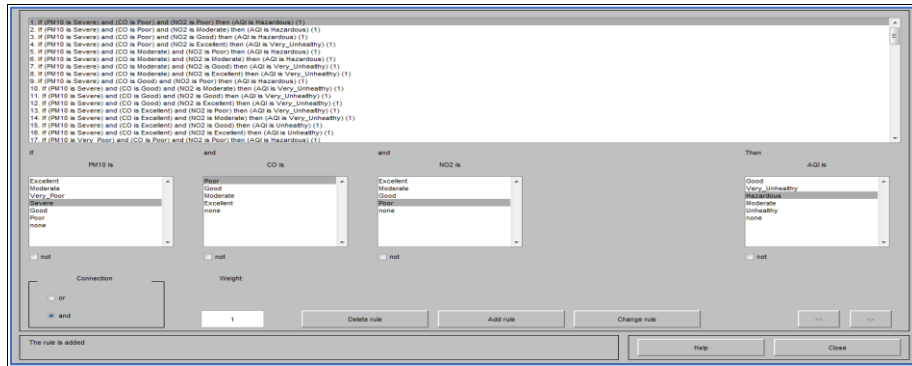 1. If (PM10 is Severe) and (CO is Poor) and (NO2 is Poor) then (AQI is Hazardous) (1)
2. If (PM10 is Severe) and (CO is Poor) and (NO2 is Moderate) then (AQI is Hazardous) (1)
3. If (PM10 is Severe) and (CO is Poor) and (NO2 is Good) then (AQI is Hazardous) (1)
4. If (PM10 is Severe) and (CO is Poor) and (NO2 is Excellent) then (AQI is Very_Unhealthy) (1)
5. If (PM10 is Severe) and (CO is Moderate) and (NO2 is Poor) then (AQI is Hazardous) (1)
6. If (PM10 is Severe) and (CO is Moderate) and (NO2 is Moderate) then (AQI is Hazardous) (1)
7. If (PM10 is Severe) and (CO is Moderate) and (NO2 is Good) then (AQI is Very_Unhealthy) (1)
8. If (PM10 is Severe) and (CO is Moderate) and (NO2 is Excellent) then (AQI is Very_Unhealthy) (1)
9. If (PM10 is Severe) and (CO is Good) and (NO2 is Poor) then (AQI is Hazardous) (1)
10. If (PM10 is Severe) and (CO is Good) and (NO2 is Moderate) then (AQI is Very_Unhealthy) (1)
11. If (PM10 is Severe) and (CO is Good) and (NO2 is Good) then (AQI is Very_Unhealthy) (1)
12. If (PM10 is Severe) and (CO is Good) and (NO2 is Excellent) then (AQI is Very_Unhealthy) (1)
13. If (PM10 is Severe) and (CO is Excellent) and (NO2 is Poor) then (AQI is Very_Unhealthy) (1)
14. If (PM10 is Severe) and (CO is Excellent) and (NO2 is Moderate) then (AQI is Very_Unhealthy) (1)
15. If (PM10 is Severe) and (CO is Excellent) and (NO2 is Good) then (AQI is Unhealthy) (1)
16. If (PM10 is Severe) and (CO is Excellent) and (NO2 is Excellent) then (AQI is Unhealthy) (1)
17. If (PM10 is Very_Poor) and (CO is Poor) and (NO2 is Poor) then (AQI is Hazardous) (1)
If and and Then
PM10 is CO is NO2 is AQI is
Excellent Poor Excellent Good
Moderate Good Moderate Very_Unhealthy
Very_Poor Moderate Good Hazardous
Severe Excellent Poor Moderate
Good none none Unhealthy
Poor none
none
not not not not
Connection Weight:
or
and 1 Delete rule Add rule Change rule << >>
The rule is added Help Close